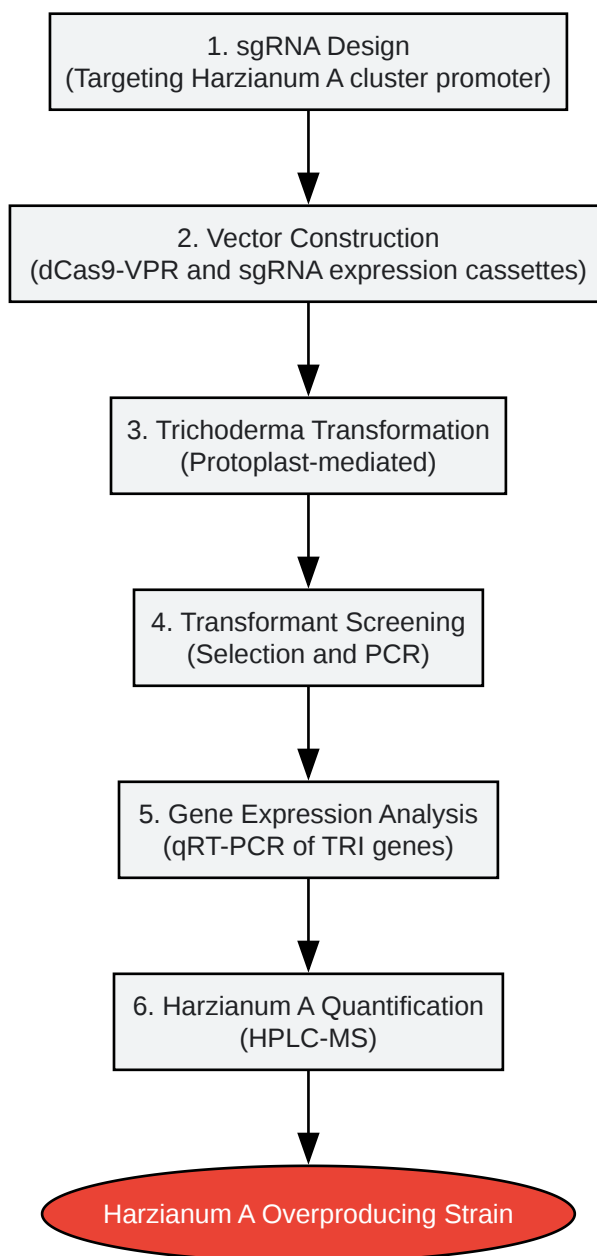 1. sgRNA Design
(Targeting Harzianum A cluster promoter)
2. Vector Construction
(dCas9-VPR and sgRNA expression cassettes)
3. Trichoderma Transformation
(Protoplast-mediated)
4. Transformant Screening
(Selection and PCR)
5. Gene Expression Analysis
(qRT-PCR of TRI genes)
6. Harzianum A Quantification
(HPLC-MS)
Harzianum A Overproducing Strain